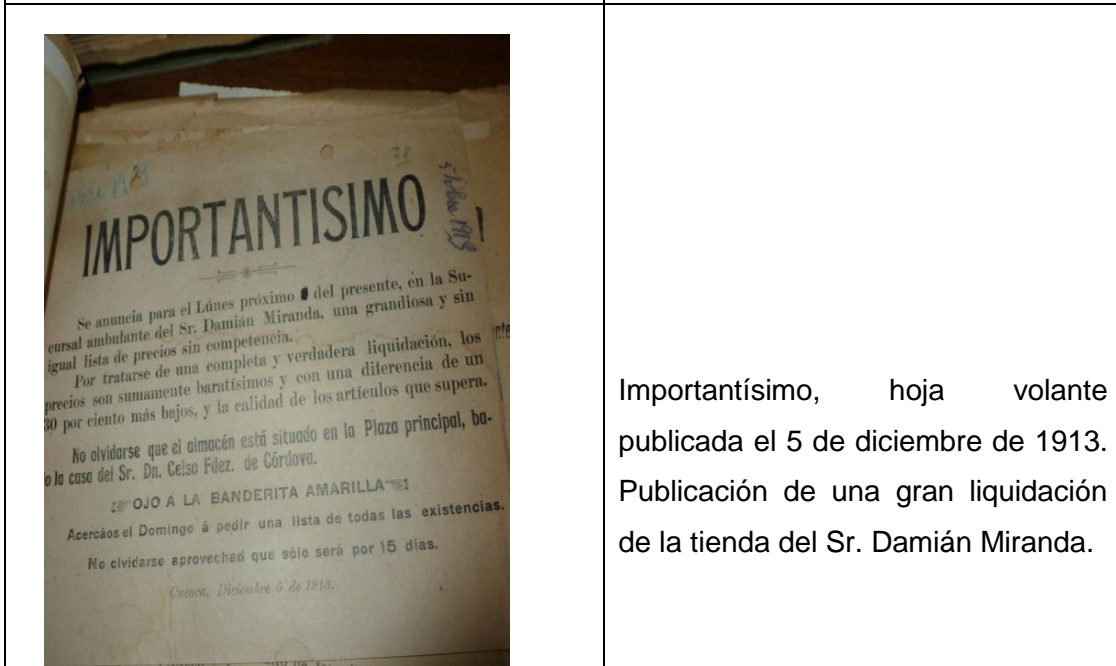 38
5 Dbre 1913
IMPORTANTISIMO
Se anuncia para el Lúnes próximo del presente, en la Su-
cursal ambulante del Sr. Damián Miranda, una grandiosa y sin
igual lista de precios sin competencia.
Por tratarse de una completa y verdadera liquidación, los
precios son sumamente baratísimos y con una diferencia de un
30 por ciento más bajos, y la calidad de los artículos que supera.
No olvidarse que el almacén está situado en la Plaza principal, ba-
o la casa del Sr. Dn. Celso Fdez. de Córdova.
OJO A LA BANDERITA AMARILLA
Acercáos el Domingo á pedir una lista de todas las existencias.
No olvidarse aprovechad que sólo será por 15 días.
Cuenca, Diciembre 5 de 1913.
Importantísimo, hoja volante
publicada el 5 de diciembre de 1913.
Publicación de una gran liquidación
de la tienda del Sr. Damián Miranda.